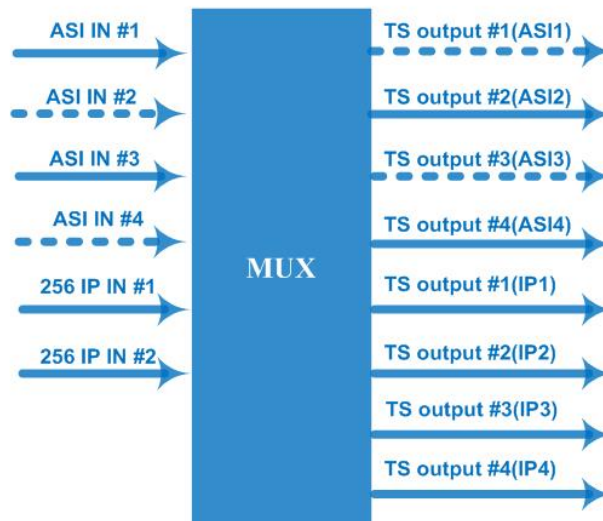 ASI IN #1
ASI IN #2
ASI IN #3
ASI IN #4
256 IP IN #1
256 IP IN #2
MUX
TS output #1(ASI1)
TS output #2(ASI2)
TS output #3(ASI3)
TS output #4(ASI4)
TS output #1(IP1)
TS output #2(IP2)
TS output #3(IP3)
TS output #4(IP4)